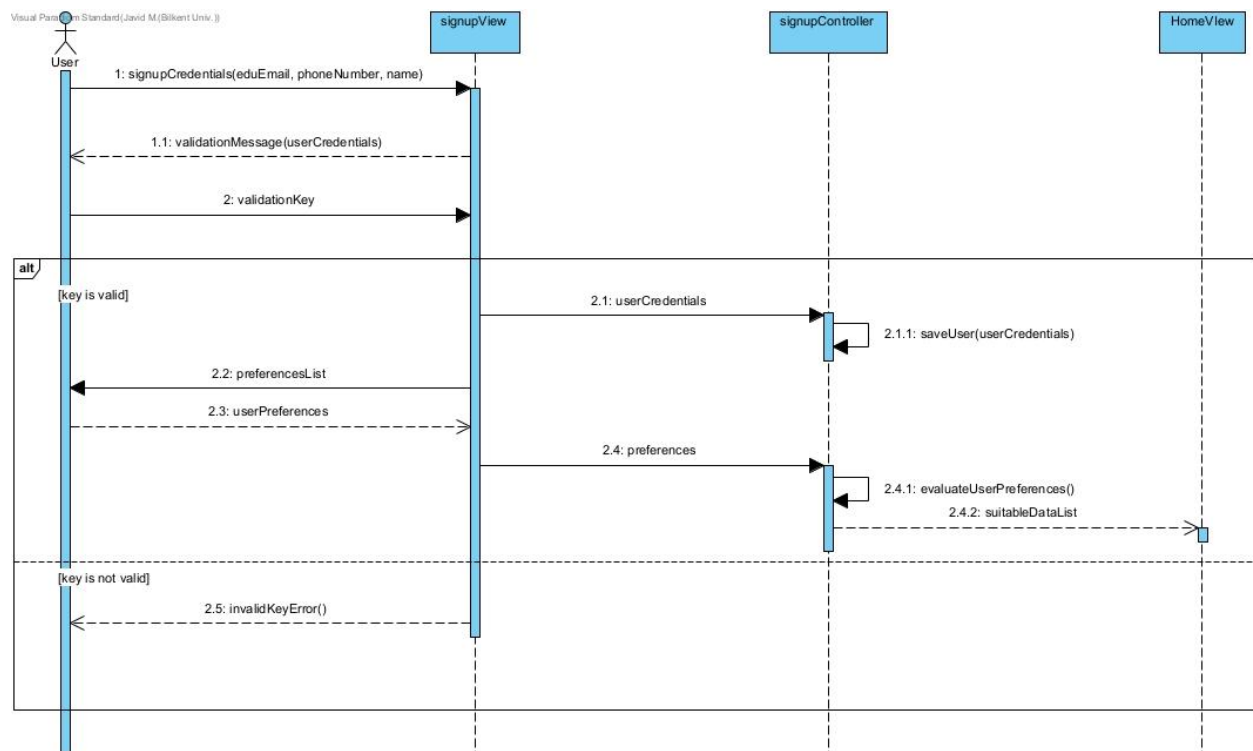 Visual Paradigm Standard(Javid M.(Bilkent Univ. ))
User
signupView
signupController
HomeVIew
1: signupCredentials(eduEmail, phoneNumber, name)
1.1: validationMessage(userCredentials)
2: validationKey
alt
[key is valid]
2.1: userCredentials
2.1.1: saveUser(userCredentials)
2.2: preferencesList
2.3: userPreferences
2.4: preferences
2.4.1: evaluateUserPreferences()
2.4.2: suitableDataList
[key is not valid]
2.5: invalidKeyError()